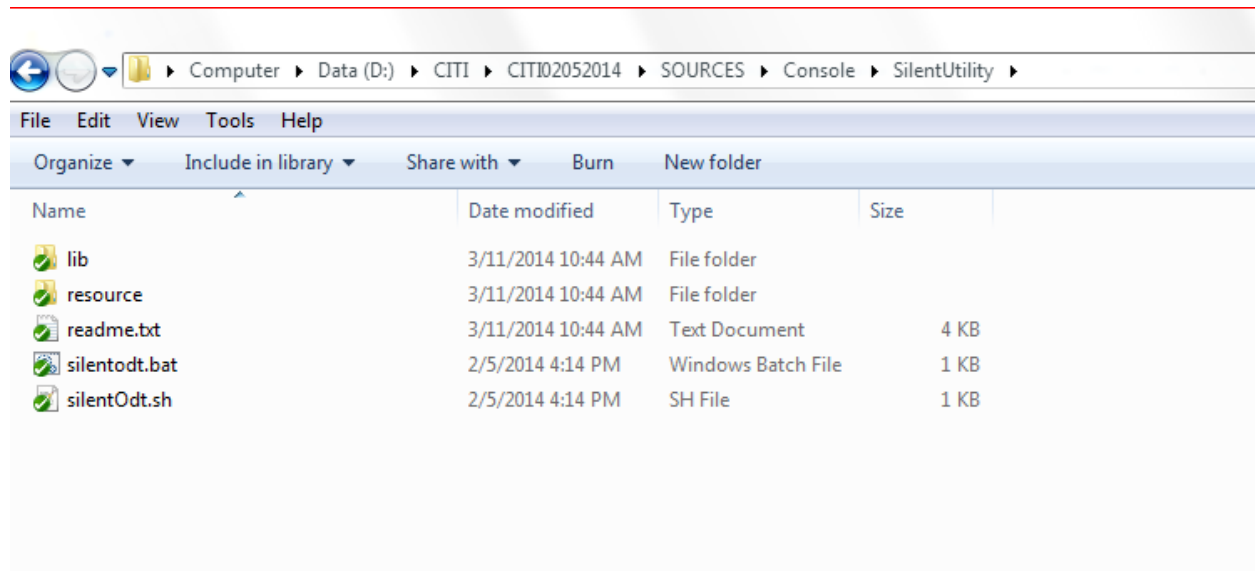 Computer Data (D:) CITI CITI02052014 SOURCES Console SilentUtility
File Edit View Tools Help
Organize Include in library Share with Burn New folder
Name Date modified Type Size
lib 3/11/2014 10:44 AM File folder
resource 3/11/2014 10:44 AM File folder
readme.txt 3/11/2014 10:44 AM Text Document 4 KB
silentodt.bat 2/5/2014 4:14 PM Windows Batch File 1 KB
silentOdt.sh 2/5/2014 4:14 PM SH File 1 KB